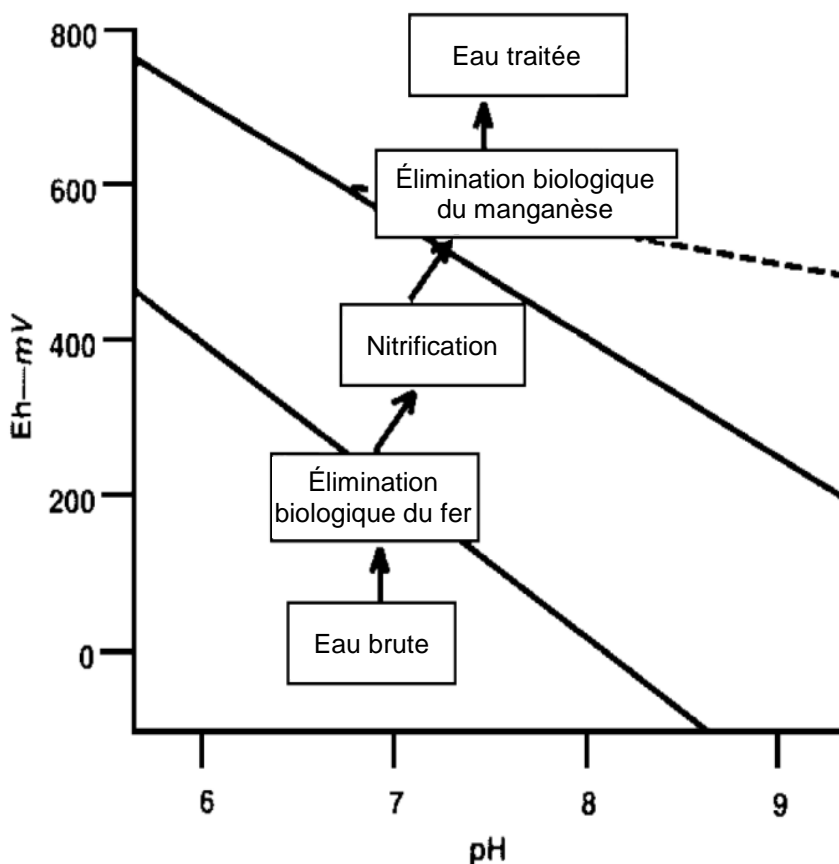 800
Eau traitée
Élimination biologique
du manganèse
600
Nitrification
400
Eh—mV
Élimination
biologique du fer
200
Eau brute
0
6
7
8
9
pH